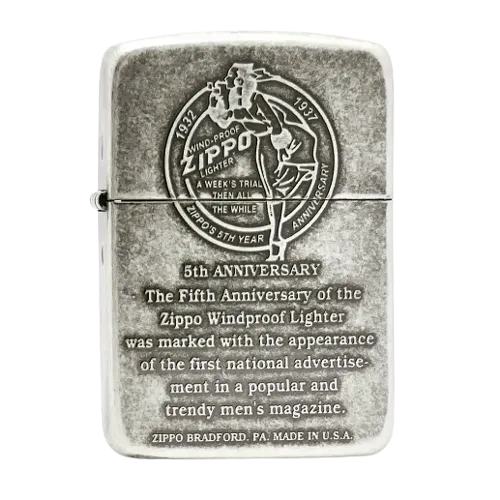 1932 1937
WIND-PROOF
ZIPPO
LIGHTER
A WEEK'S TRIAL
THEN ALL
THE WHILE
ZIPPO'S 5TH YEAR ANNIVERSARY
5th ANNIVERSARY
The Fifth Anniversary of the
Zippo Windproof Lighter
was marked with the appearance
of the first national advertise-
ment in a popular and
trendy men's magazine.
ZIPPO BRADFORD, PA. MADE IN U.S.A.